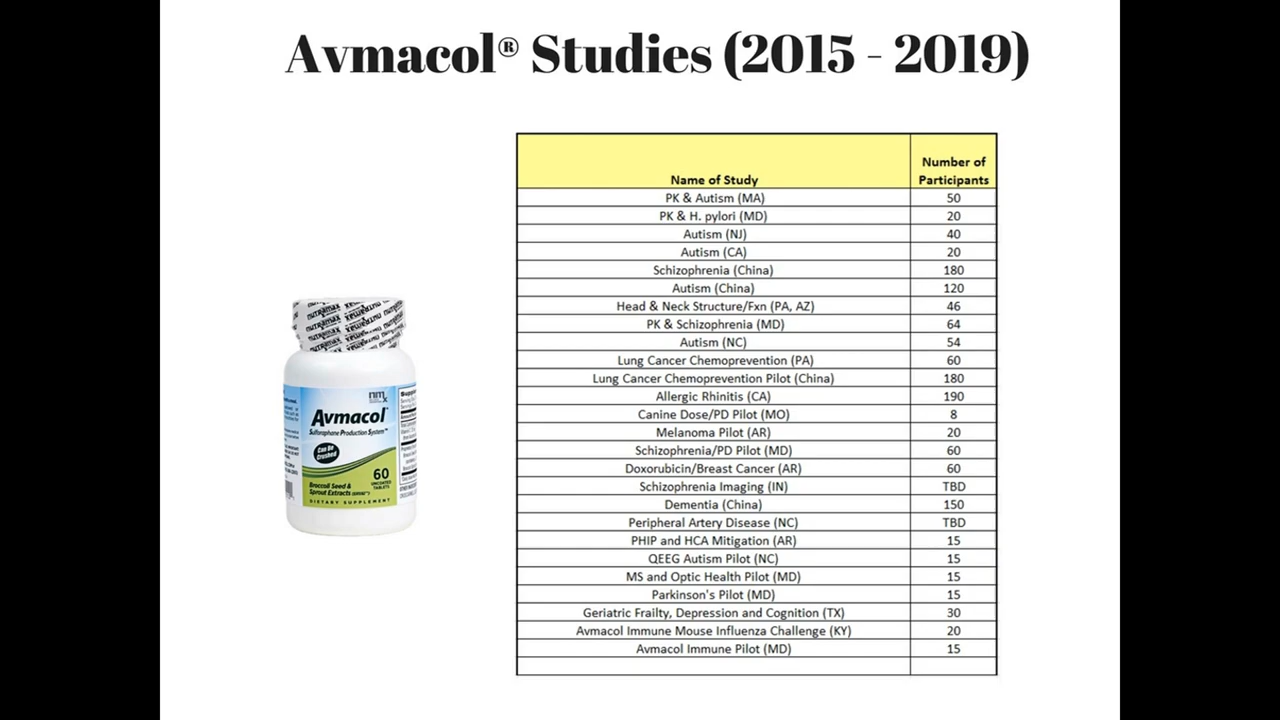 Avmacol® Studies (2015 - 2019)
Name of Study Number of Participants
PK & Autism (MA) 50
PK & H. pylori (MD) 20
Autism (NJ) 40
Autism (CA) 20
Schizophrenia (China) 180
Autism (China) 120
Head & Neck Structure/Fxn (PA, AZ) 46
PK & Schizophrenia (MD) 64
Autism (NC) 54
Lung Cancer Chemoprevention (PA) 60
Lung Cancer Chemoprevention Pilot (China) 180
Allergic Rhinitis (CA) 190
Canine Dose/PD Pilot (MO) 8
Melanoma Pilot (AR) 20
Schizophrenia/PD Pilot (MD) 60
Doxorubicin/Breast Cancer (AR) 60
Schizophrenia Imaging (IN) TBD
Dementia (China) 150
Peripheral Artery Disease (NC) TBD
PHIP and HCA Mitigation (AR) 15
QEEG Autism Pilot (NC) 15
MS and Optic Health Pilot (MD) 15
Parkinson's Pilot (MD) 15
Geriatric Frailty, Depression and Cognition (TX) 30
Avmacol Immune Mouse Influenza Challenge (KY) 20
Avmacol Immune Pilot (MD) 15
nutramax
nmx
Avmacol™
Sulforaphane Production System™
Can Be
Crushed
60
UNCOATED
TABLETS
Broccoli Seed &
Sprout Extracts
DIETARY SUPPLEMENT